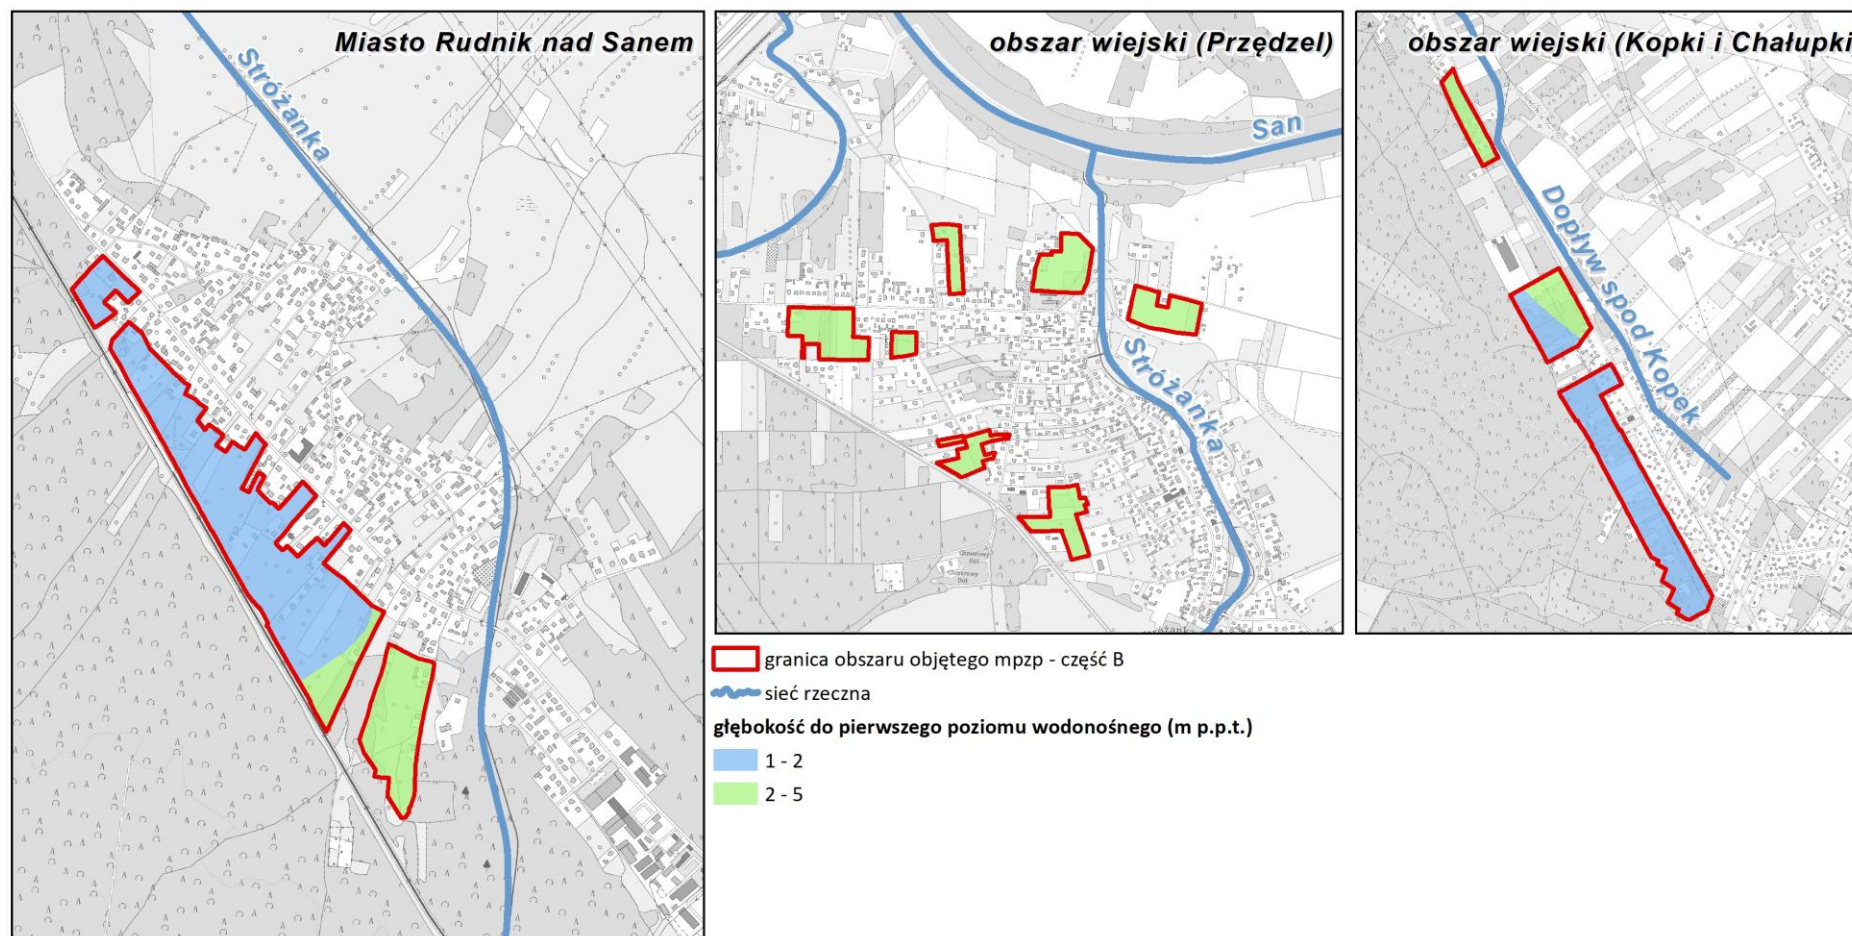 Miasto Rudnik nad Sanem
Stróżanka
obszar wiejski (Przędzel)
San
Stróżanka
obszar wiejski (Kopki i Chałupki
Dopływ spod Kopek
granica obszaru objętego mpzp - część B
sieć rzeczna
głębokość do pierwszego poziomu wodonośnego (m p.p.t.)
1 - 2
2 - 5